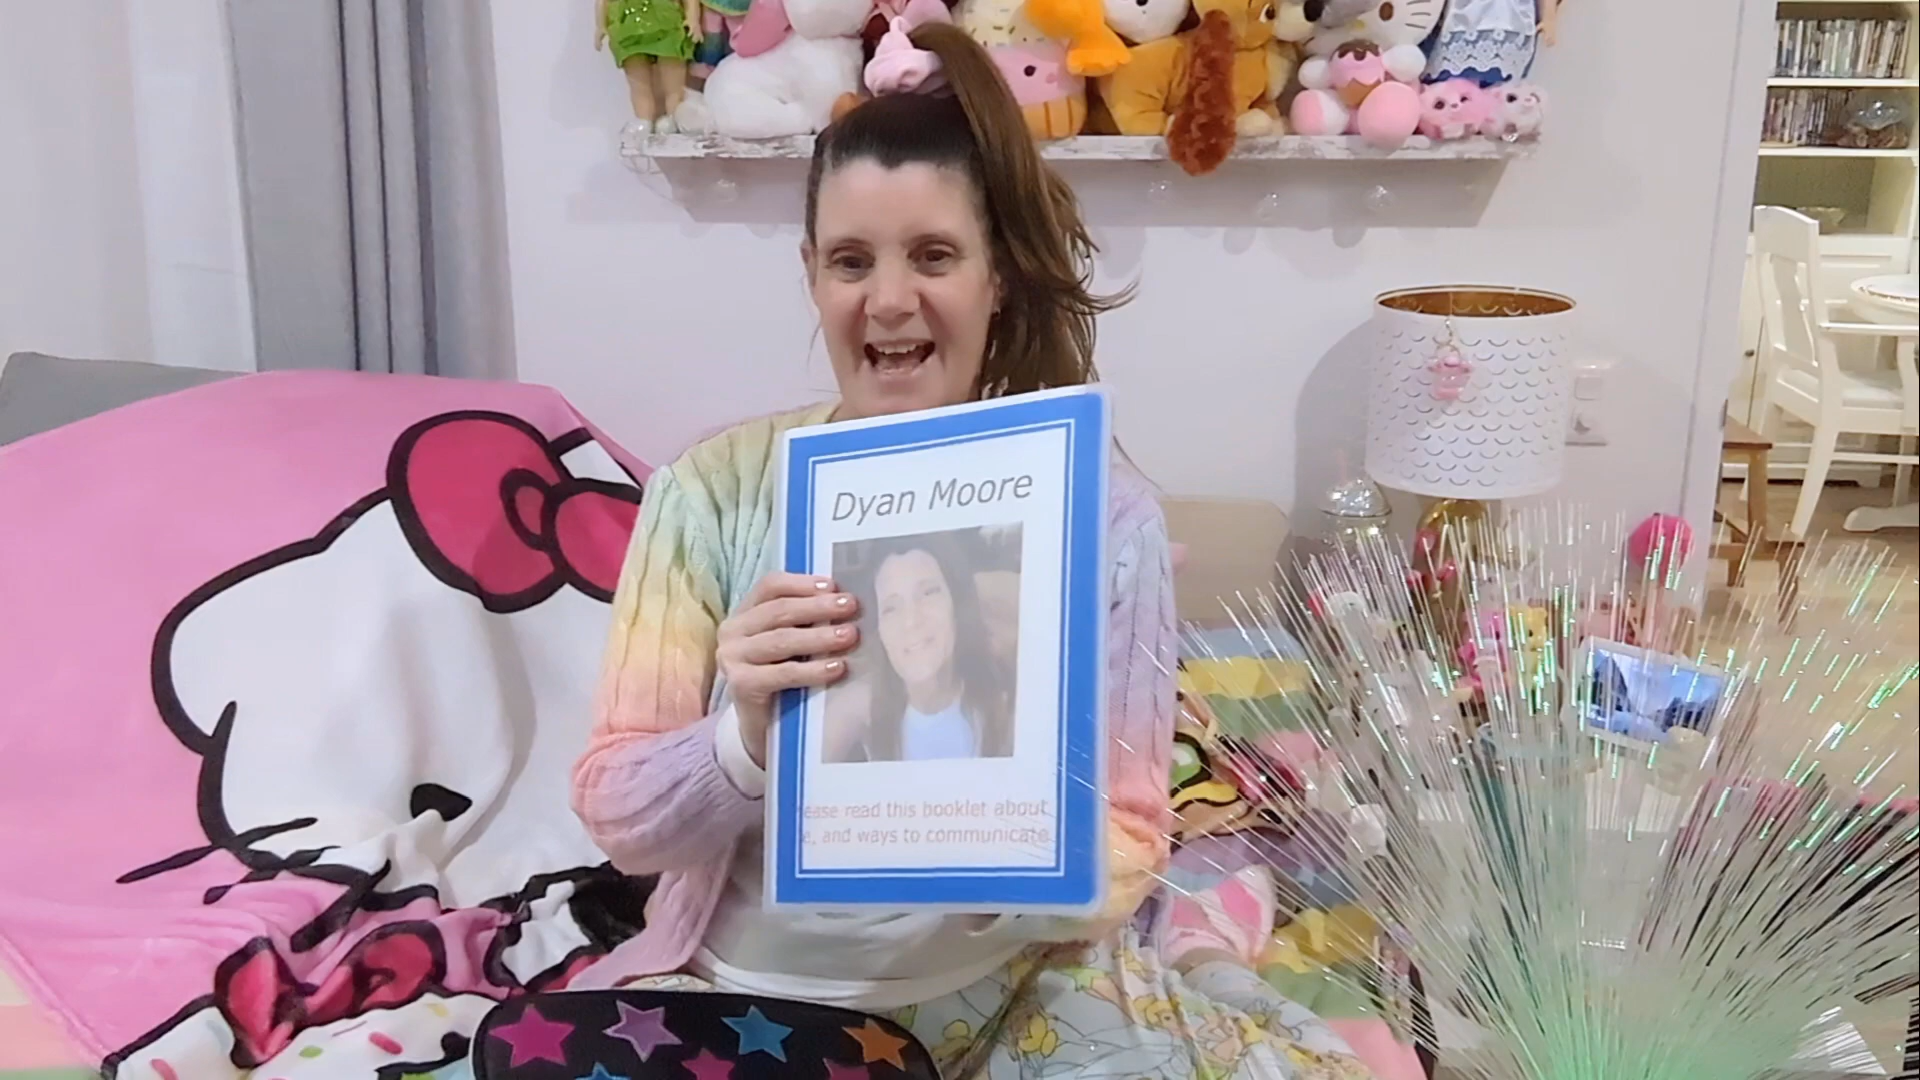 Dyan Moore
ease read this booklet about
e, and ways to communicate